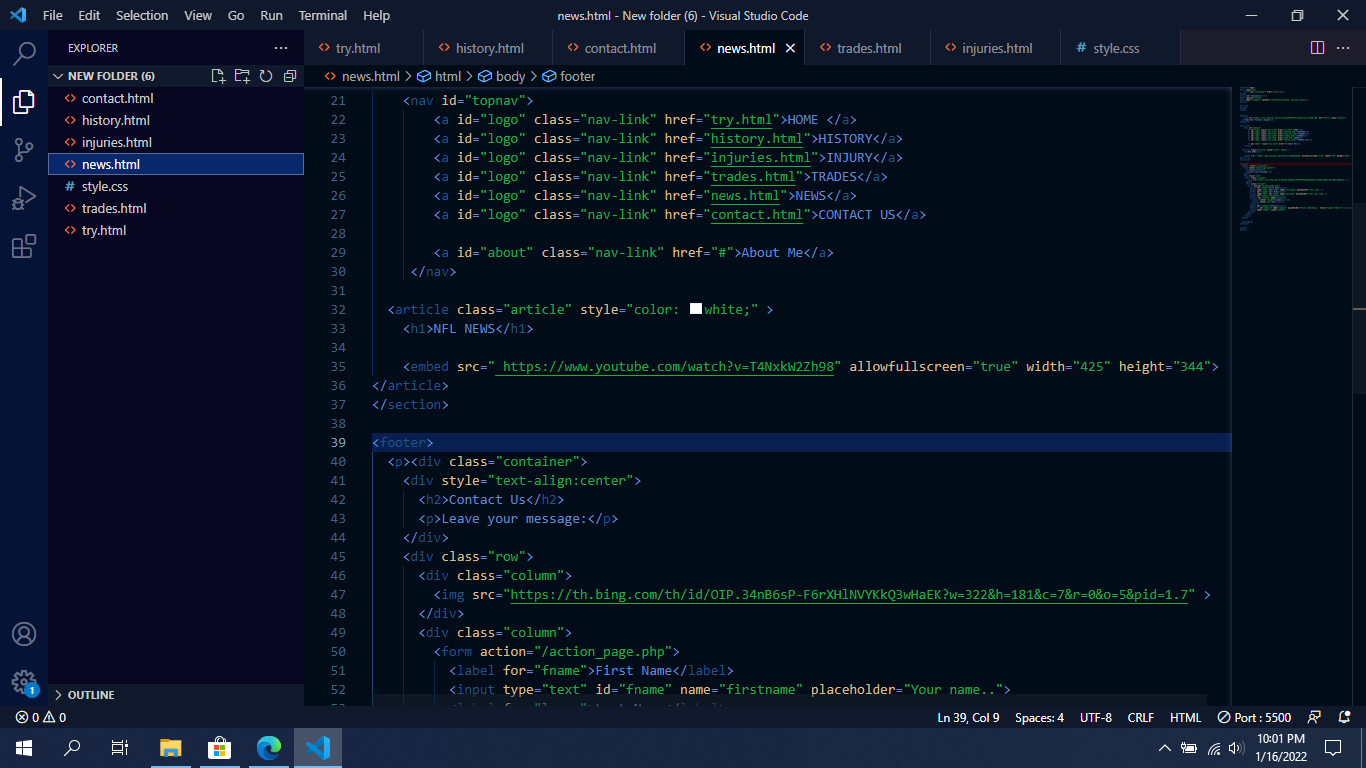 File Edit Selection View Go Run Terminal Help news.html - New folder (6) - Visual Studio Code
EXPLORER
NEW FOLDER (6)
contact.html
history.html
injuries.html
news.html
style.css
trades.html
try.html
OUTLINE
try.html history.html contact.html news.html trades.html injuries.html style.css
news.html > html > body > footer
21 <nav id="topnav">
22 <a id="logo" class="nav-link" href="try.html">HOME </a>
23 <a id="logo" class="nav-link" href="history.html">HISTORY</a>
24 <a id="logo" class="nav-link" href="injuries.html">INJURY</a>
25 <a id="logo" class="nav-link" href="trades.html">TRADES</a>
26 <a id="logo" class="nav-link" href="news.html">NEWS</a>
27 <a id="logo" class="nav-link" href="contact.html">CONTACT US</a>
28
29 <a id="about" class="nav-link" href="#">About Me</a>
30 </nav>
31
32 <article class="article" style="color: white;" >
33 <h1>NFL NEWS</h1>
34
35 <embed src=" https://www.youtube.com/watch?v=T4NxkW2Zh98" allowfullscreen="true" width="425" height="344">
36 </article>
37 </section>
38
39 <footer>
40 <p><div class="container">
41 <div style="text-align:center">
42 <h2>Contact Us</h2>
43 <p>Leave your message:</p>
44 </div>
45 <div class="row">
46 <div class="column">
47 <img src="https://th.bing.com/th/id/OIP.34nB6sP-F6rXHlNVYKkQ3wHaEK?w=322&h=181&c=7&r=0&o=5&pid=1.7" >
48 </div>
49 <div class="column">
50 <form action="/action_page.php">
51 <label for="fname">First Name</label>
52 <input type="text" id="fname" name="firstname" placeholder="Your name..">
1
0 0 Ln 39, Col 9 Spaces: 4 UTF-8 CRLF HTML Port : 5500
10:01 PM
1/16/2022